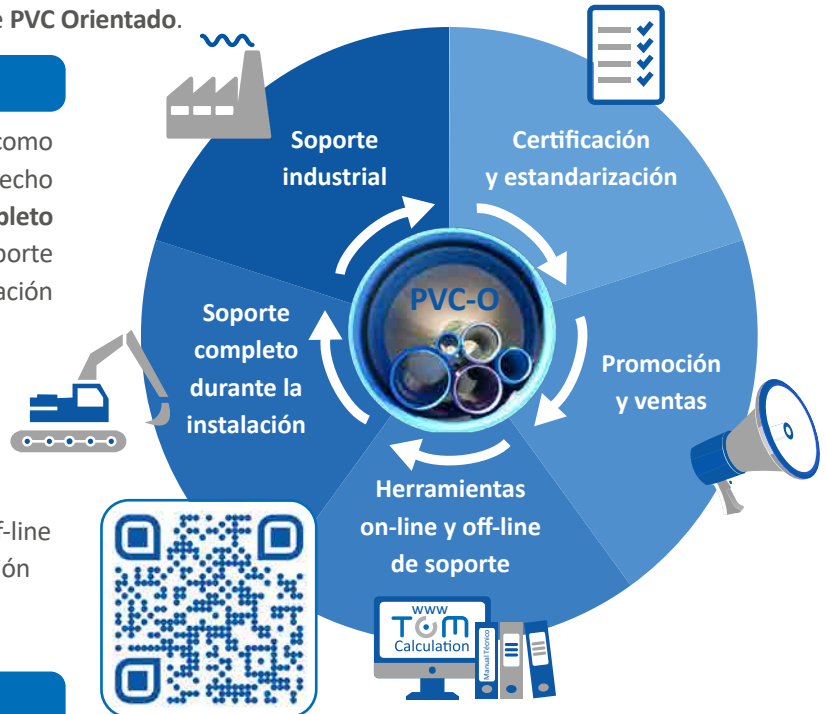 e PVC Orientado.
como
echo
pleto
porte
ación
f-line
ión
Soporte
industrial
Certificación
y estandarización
PVC-O
Soporte
completo
durante la
instalación
Promoción
y ventas
Herramientas
on-line y off-line
de soporte
www
TOM
Calculation
Manual Técnico